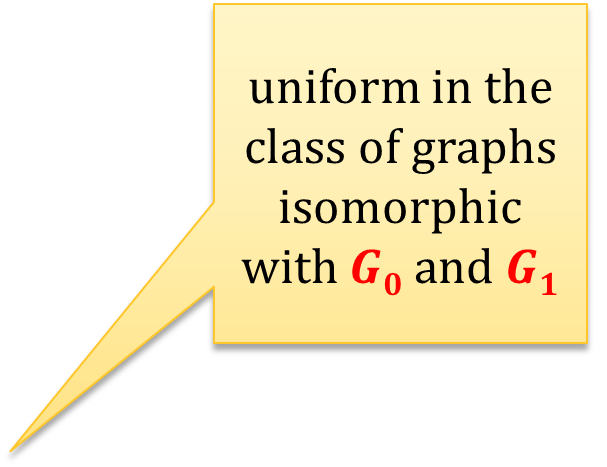 uniform in the
class of graphs
isomorphic
with G₀ and G₁